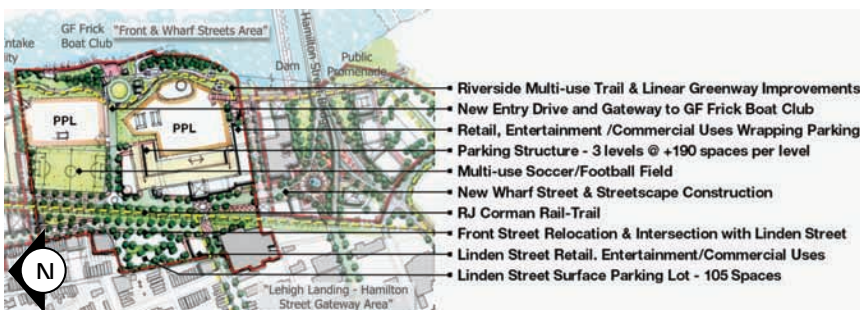 GF Frick
Boat Club
"Front & Wharf Streets Area"
ntake
lity
Dam
Hamilton Street
Public
Promenade
PPL
PPL
Riverside Multi-use Trail & Linear Greenway Improvements
New Entry Drive and Gateway to GF Frick Boat Club
Retail, Entertainment /Commercial Uses Wrapping Parking
Parking Structure - 3 levels @ +190 spaces per level
Multi-use Soccer/Football Field
New Wharf Street & Streetscape Construction
RJ Corman Rail-Trail
Front Street Relocation & Intersection with Linden Street
Linden Street Retail. Entertainment/Commercial Uses
Linden Street Surface Parking Lot - 105 Spaces
N
"Lehigh Landing - Hamilton
Street Gateway Area"